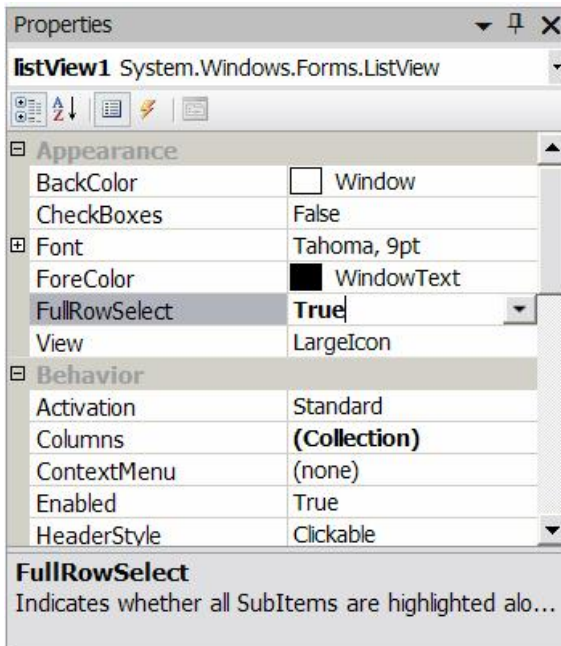 Properties
listView1 System.Windows.Forms.ListView
Appearance
BackColor Window
CheckBoxes False
Font Tahoma, 9pt
ForeColor WindowText
FullRowSelect True
View LargeIcon
Behavior
Activation Standard
Columns (Collection)
ContextMenu (none)
Enabled True
HeaderStyle Clickable
FullRowSelect
Indicates whether all SubItems are highlighted alo...